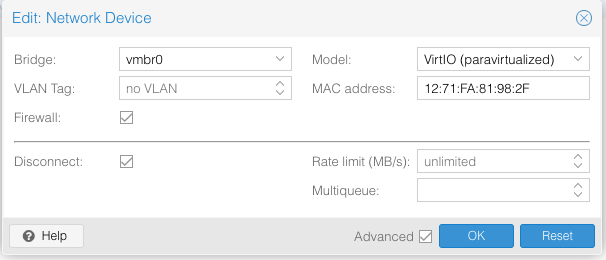 Edit: Network Device
Bridge: vmbr0 Model: VirtIO (paravirtualized)
VLAN Tag: no VLAN MAC address: 12:71:FA:81:98:2F
Firewall:
Disconnect: Rate limit (MB/s): unlimited
Multiqueue:
Help Advanced OK Reset